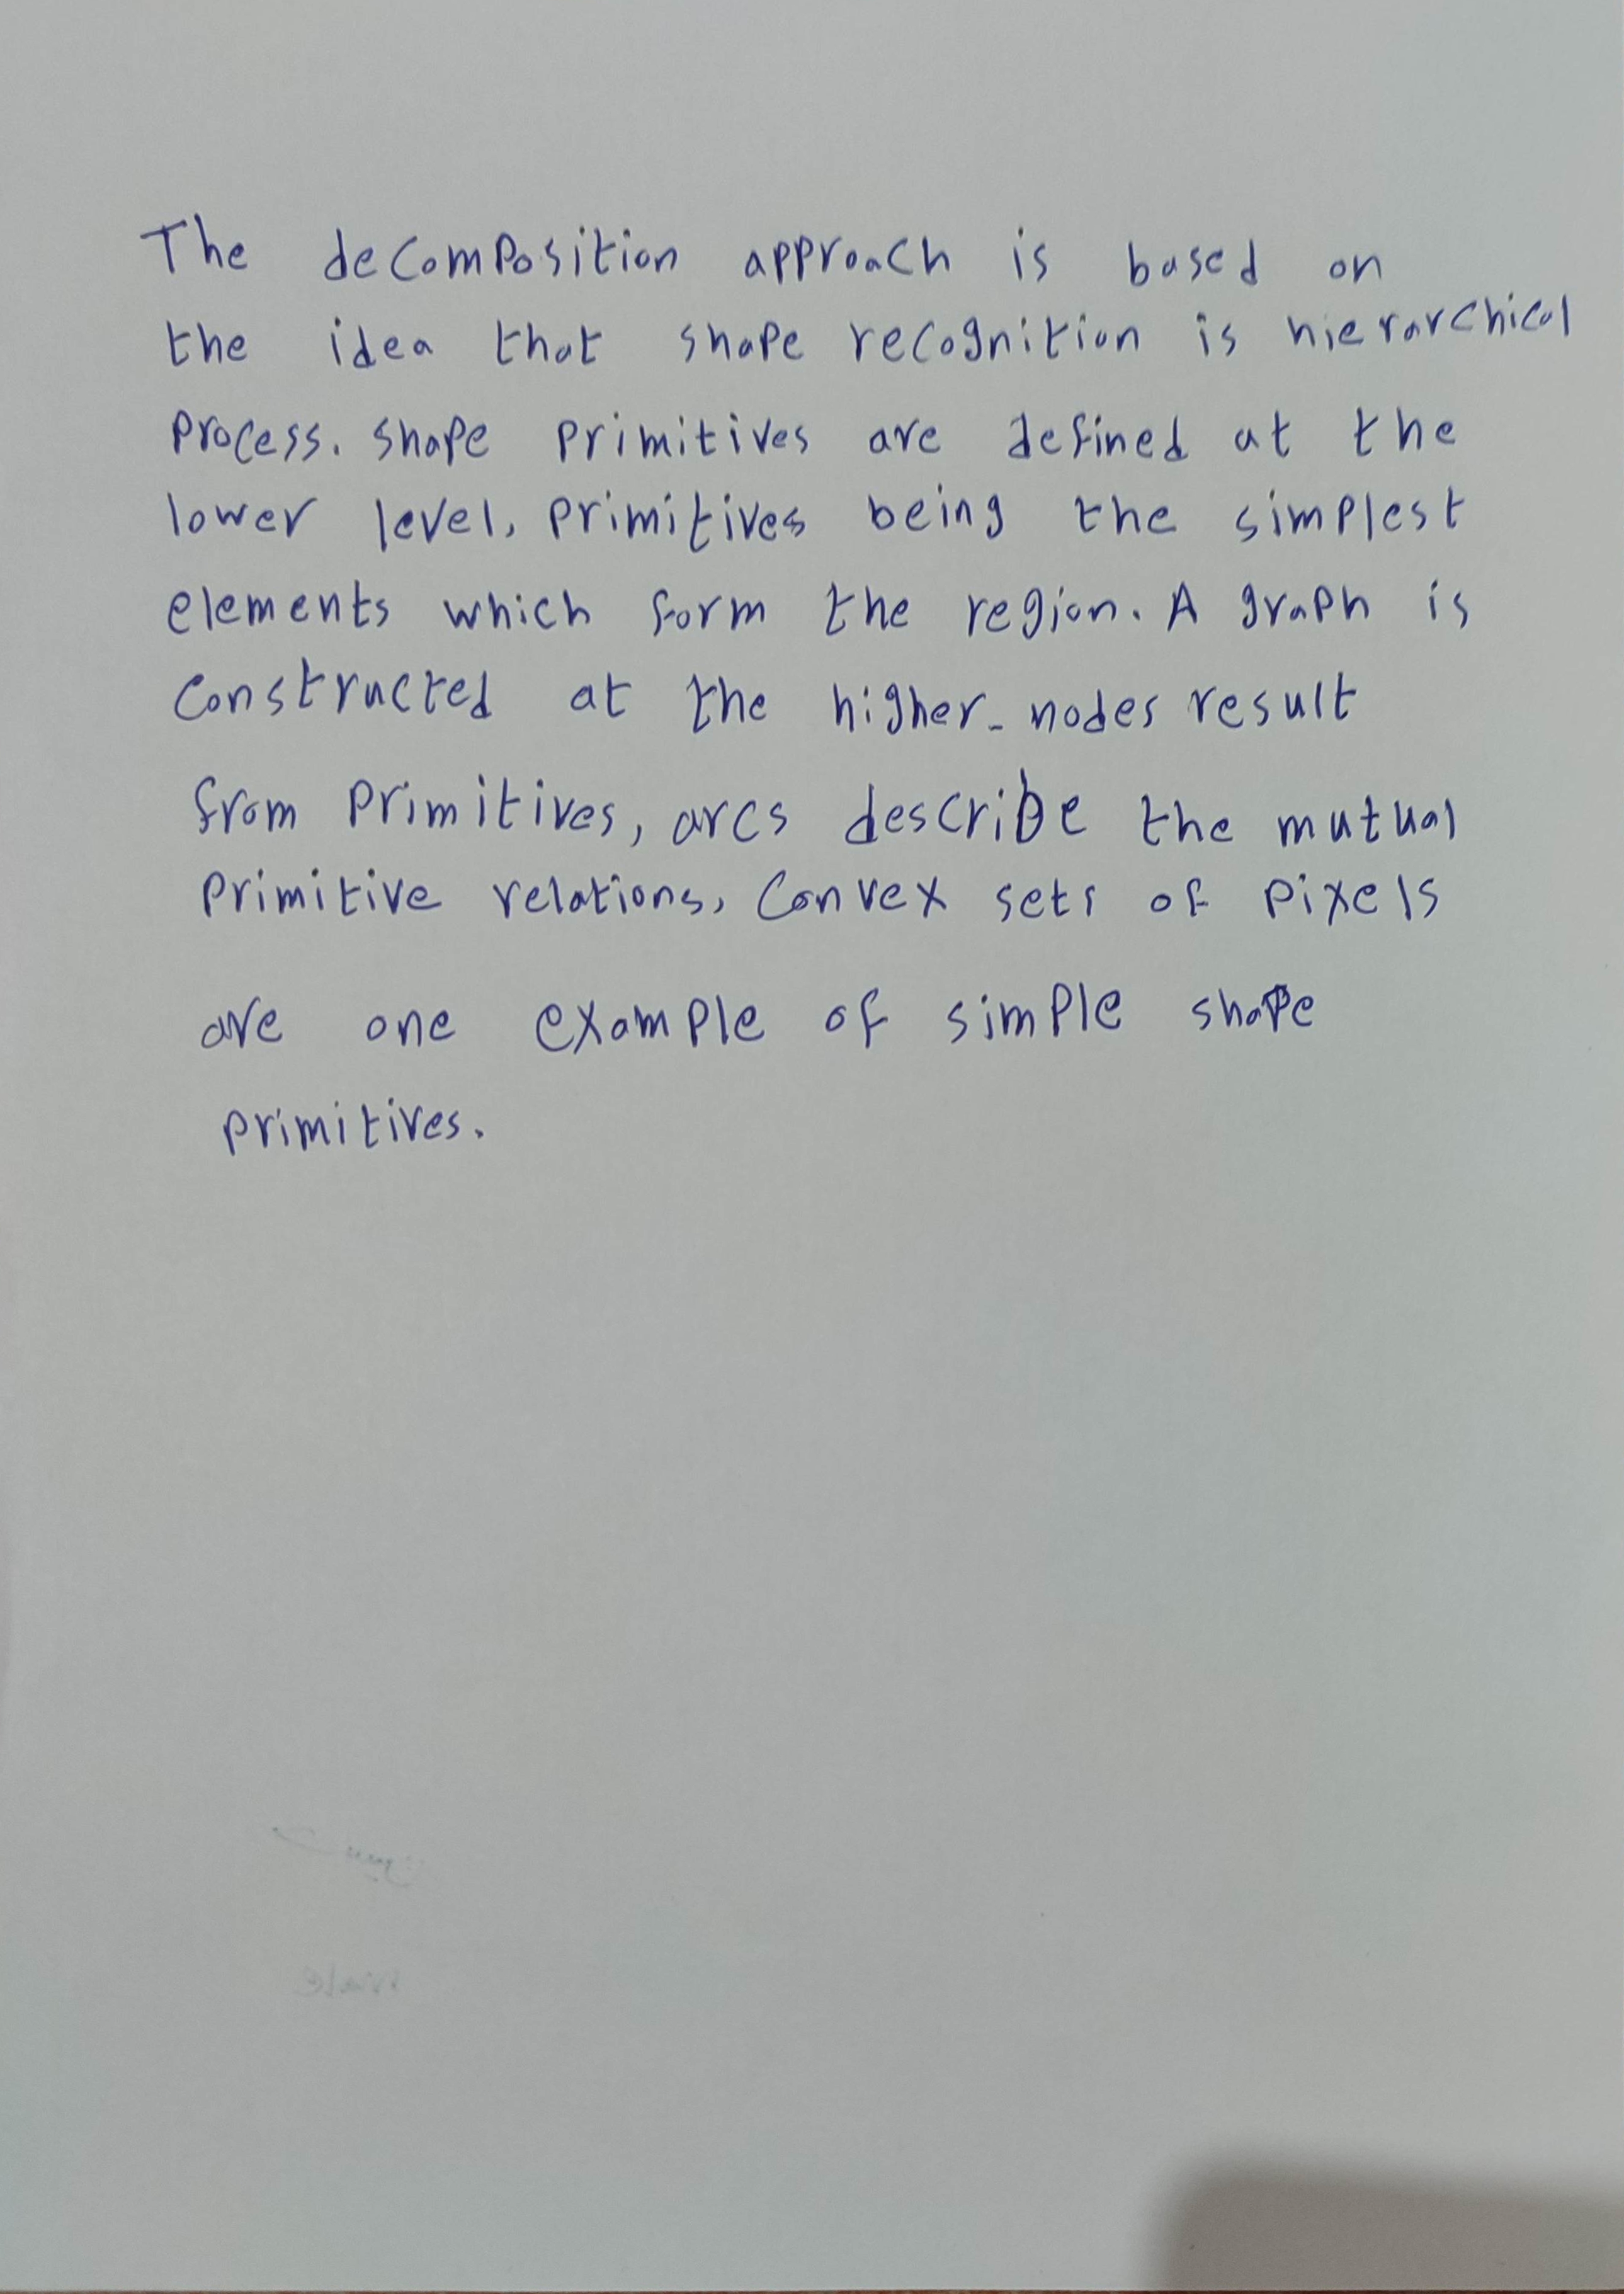 The decomposition approach is based on
the idea that shape recognition is hierarchical
process. shape primitives are defined at the
lower level, primitives being the simplest
elements which form the region. A graph is
constructed at the higher - nodes result
from primitives, arcs describe the mutual
primitive relations, Convex sets of pixels
are one example of simple shape
primitives.